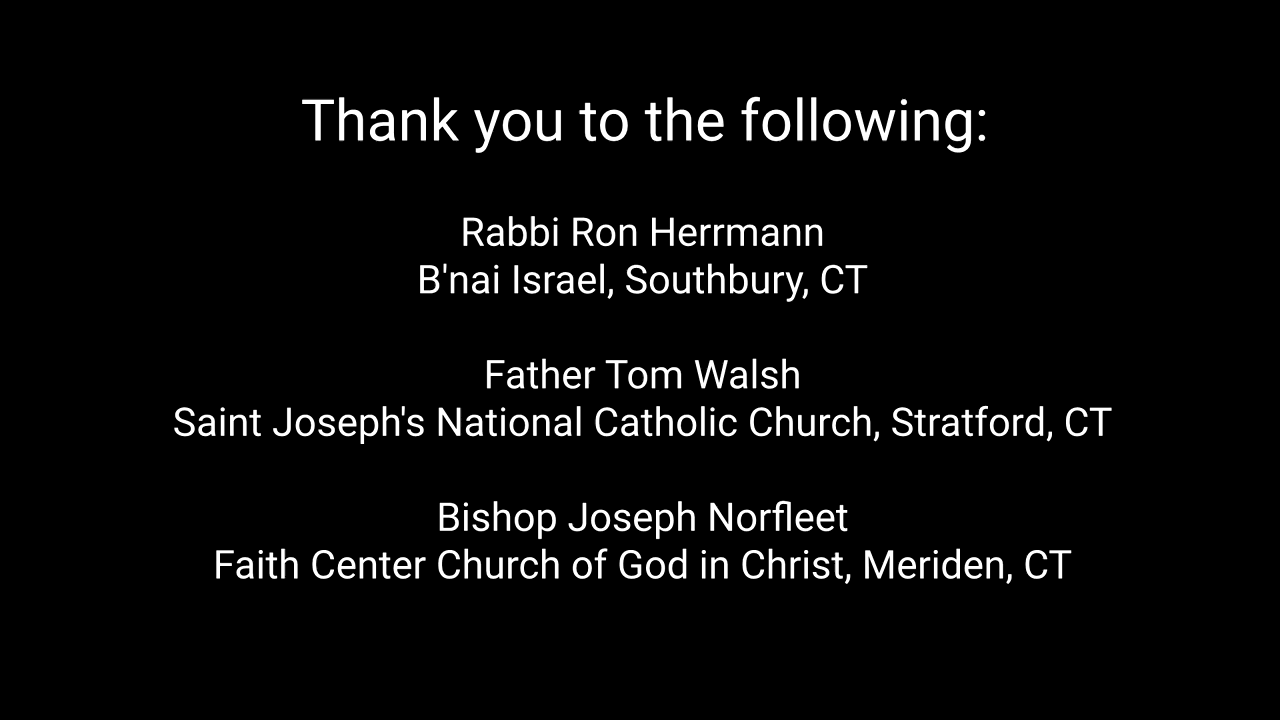 Thank you to the following:
Rabbi Ron Herrmann
B'nai Israel, Southbury, CT
Father Tom Walsh
Saint Joseph's National Catholic Church, Stratford, CT
Bishop Joseph Norfleet
Faith Center Church of God in Christ, Meriden, CT